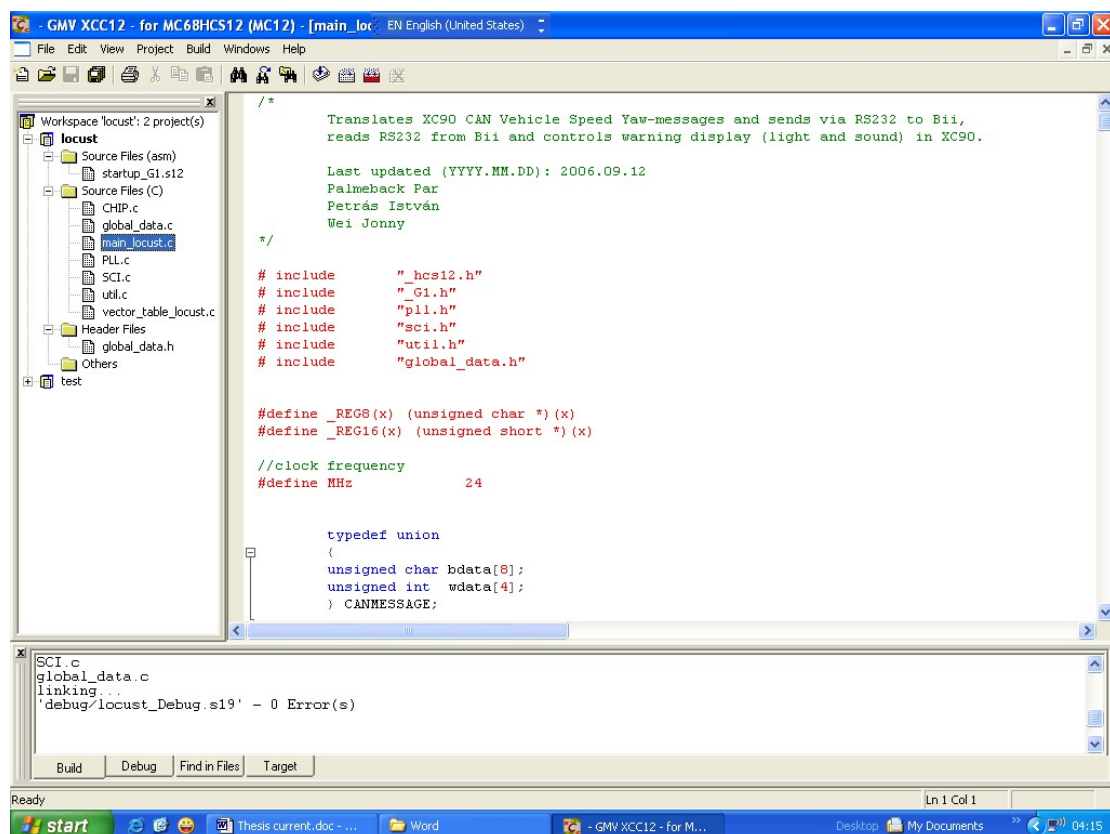 - GMV XCC12 - for MC68HCS12 (MC12) - [main_loc
EN English (United States)
File Edit View Project Build Windows Help
Workspace 'locust': 2 project(s)
locust
Source Files (asm)
startup_G1.s12
Source Files (C)
CHIP.c
global_data.c
main_locust.c
PLL.c
SCI.c
util.c
vector_table_locust.c
Header Files
global_data.h
Others
test
/*
Translates XC90 CAN Vehicle Speed Yaw-messages and sends via RS232 to Bii,
reads RS232 from Bii and controls warning display (light and sound) in XC90.
Last updated (YYYY.MM.DD): 2006.09.12
Palmeback Par
Petrás István
Wei Jonny
*/
# include "_hcs12.h"
# include "_G1.h"
# include "pll.h"
# include "sci.h"
# include "util.h"
# include "global_data.h"
#define _REG8(x) (unsigned char *)(x)
#define _REG16(x) (unsigned short *)(x)
//clock frequency
#define MHz 24
typedef union
{
unsigned char bdata[8];
unsigned int wdata[4];
} CANMESSAGE;
SCI.c
global_data.c
linking...
'debug/locust_Debug.s19' - 0 Error(s)
Build Debug Find in Files Target
Ready
Ln 1 Col 1
start
Thesis current.doc - ...
Word
- GMV XCC12 - for M...
Desktop
My Documents
04:15